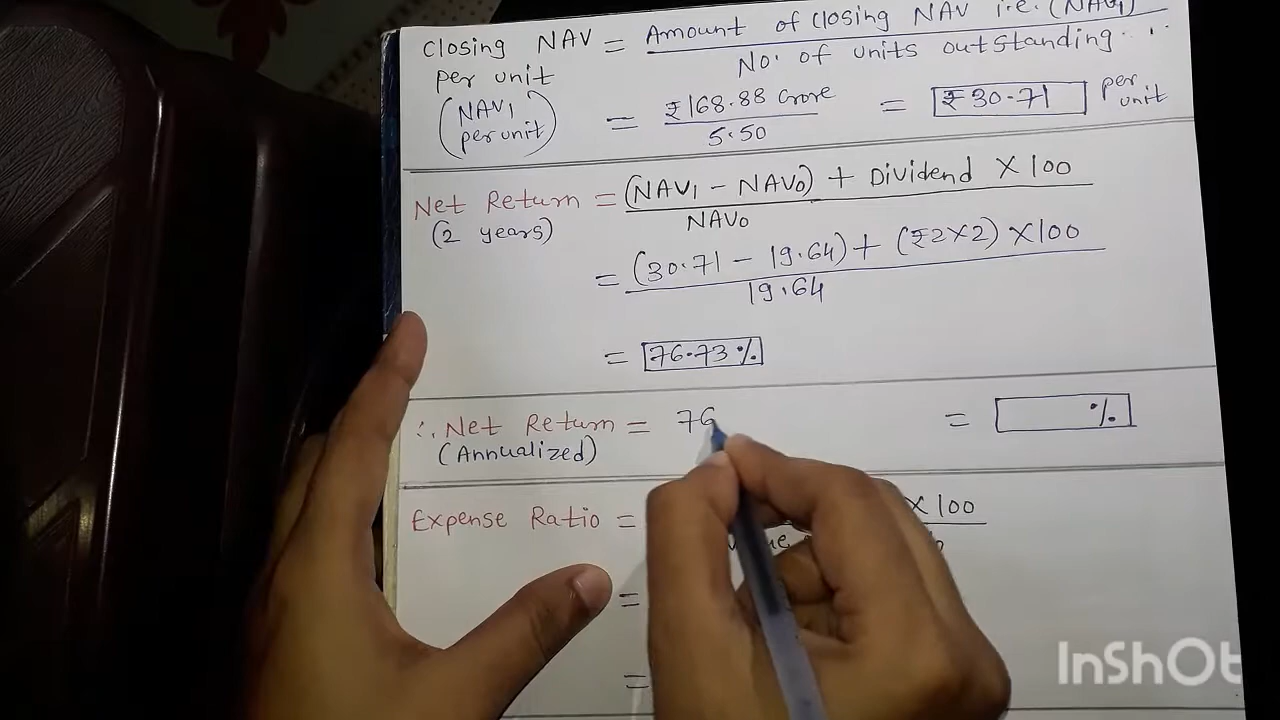 Closing NAV = Amount of closing NAV i.e. (NAV1)
per unit No. of units outstanding
(NAV1 per unit) = ₹168.88 Crore / 5.50 = ₹30.71 per unit
Net Return = (NAV1 - NAV0) + Dividend X 100
(2 years) NAV0
= (30.71 - 19.64) + (₹2X2) X100
19.64
= 76.73%
∴ Net Return = 76 = %
(Annualized)
Expense Ratio = X 100
=
=
InShOt